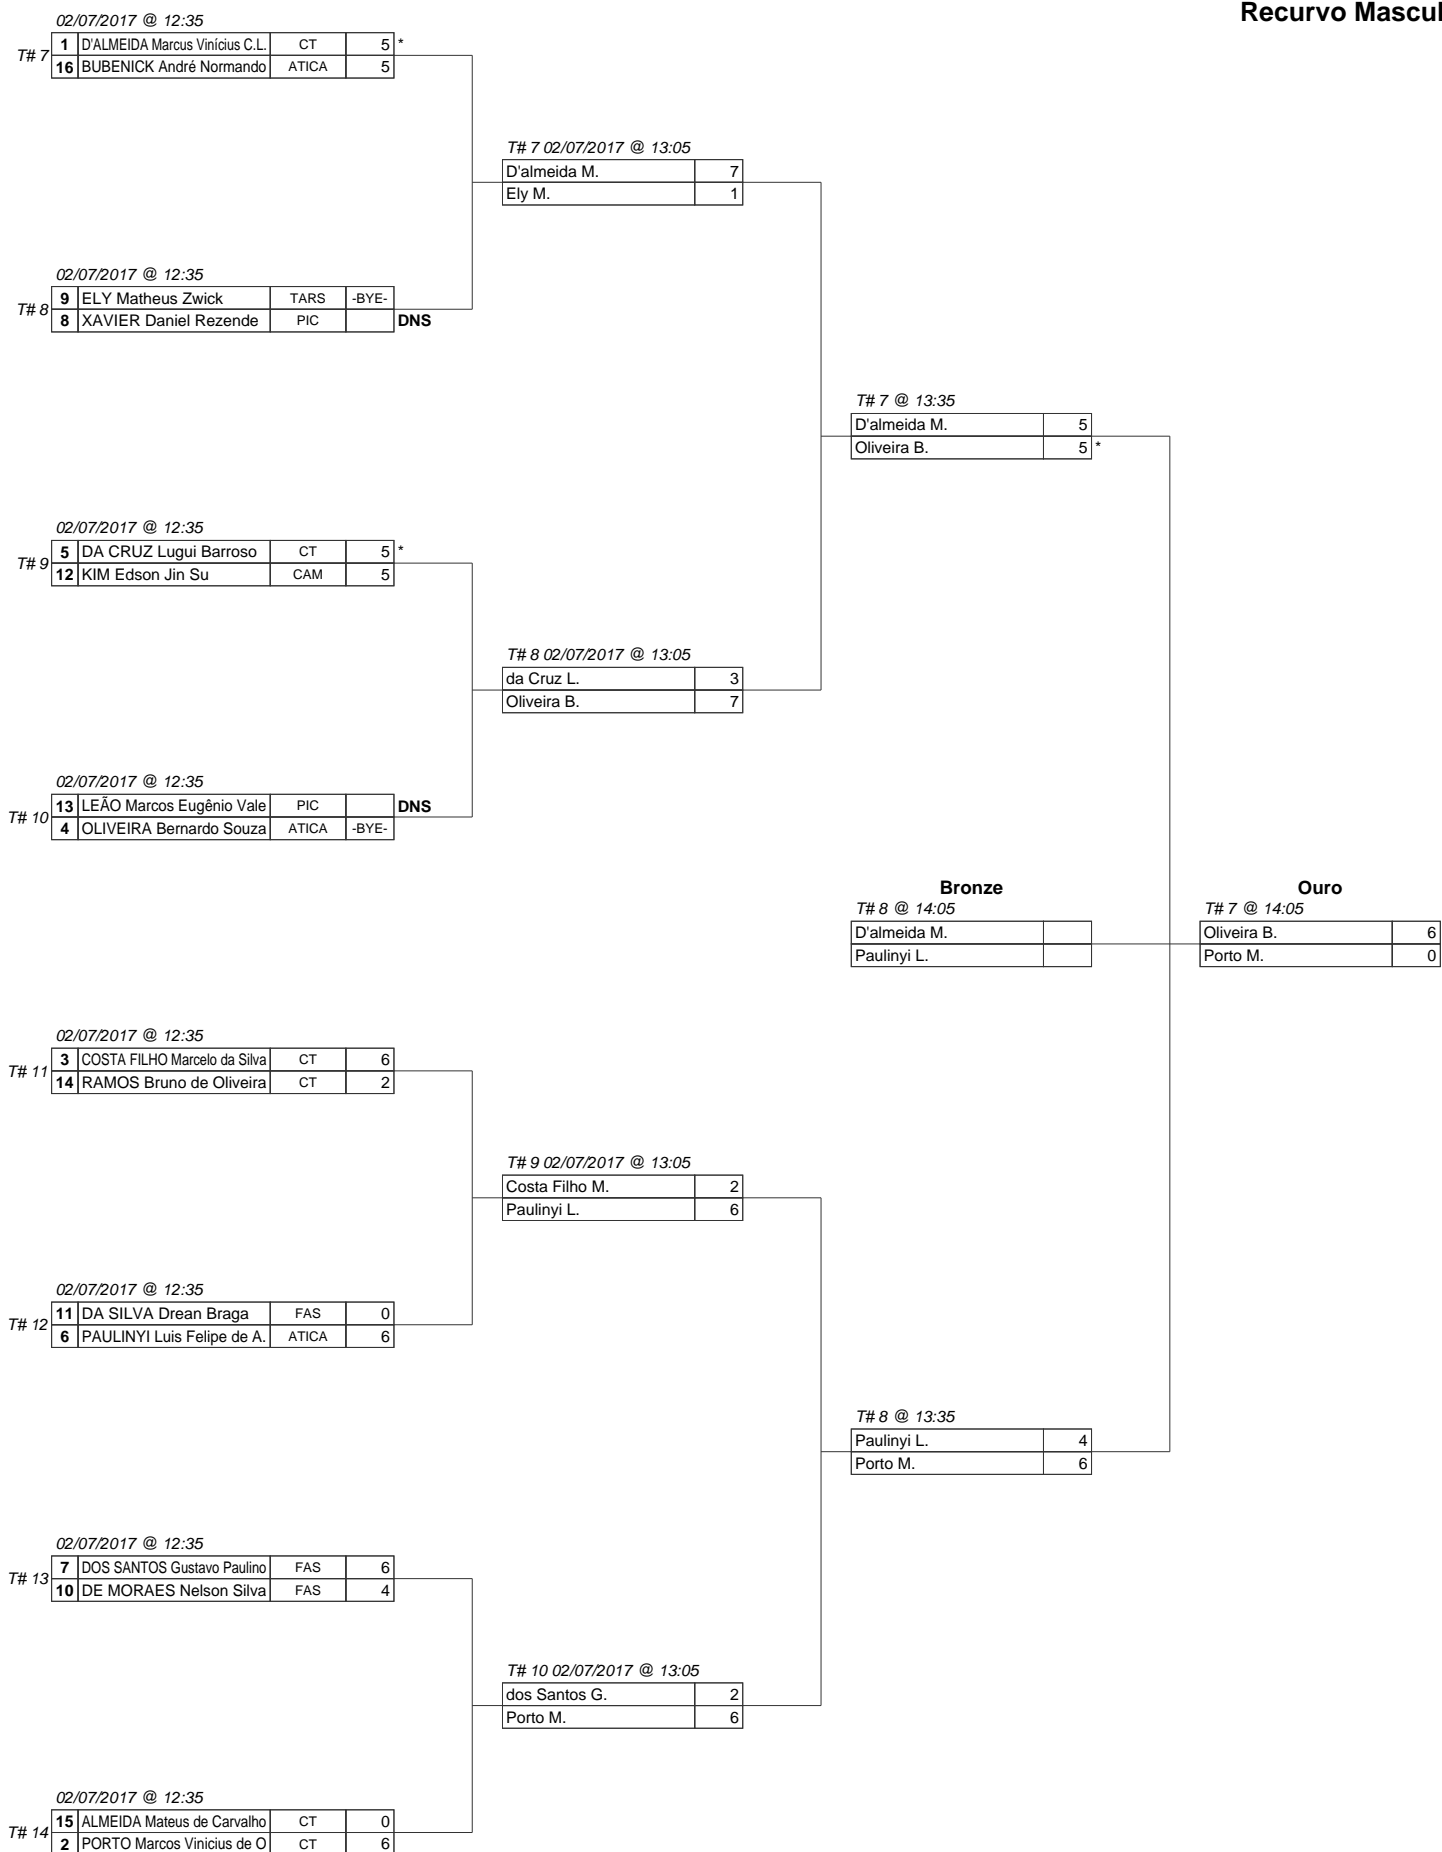 Recurvo Mascul
02/07/2017 @ 12:35
T# 7
1 D'ALMEIDA Marcus Vinícius C.L. CT 5 *
16 BUBENICK André Normando ATICA 5
T# 7 02/07/2017 @ 13:05
D'almeida M. 7
Ely M. 1
02/07/2017 @ 12:35
T# 8
9 ELY Matheus Zwick TARS -BYE-
8 XAVIER Daniel Rezende PIC DNS
T# 7 @ 13:35
D'almeida M. 5
Oliveira B. 5 *
02/07/2017 @ 12:35
T# 9
5 DA CRUZ Lugui Barroso CT 5 *
12 KIM Edson Jin Su CAM 5
T# 8 02/07/2017 @ 13:05
da Cruz L. 3
Oliveira B. 7
02/07/2017 @ 12:35
T# 10
13 LEÃO Marcos Eugênio Vale PIC DNS
4 OLIVEIRA Bernardo Souza ATICA -BYE-
Bronze
T# 8 @ 14:05
D'almeida M.
Paulinyi L.
Ouro
T# 7 @ 14:05
Oliveira B. 6
Porto M. 0
02/07/2017 @ 12:35
T# 11
3 COSTA FILHO Marcelo da Silva CT 6
14 RAMOS Bruno de Oliveira CT 2
T# 9 02/07/2017 @ 13:05
Costa Filho M. 2
Paulinyi L. 6
02/07/2017 @ 12:35
T# 12
11 DA SILVA Drean Braga FAS 0
6 PAULINYI Luis Felipe de A. ATICA 6
T# 8 @ 13:35
Paulinyi L. 4
Porto M. 6
02/07/2017 @ 12:35
T# 13
7 DOS SANTOS Gustavo Paulino FAS 6
10 DE MORAES Nelson Silva FAS 4
T# 10 02/07/2017 @ 13:05
dos Santos G. 2
Porto M. 6
02/07/2017 @ 12:35
T# 14
15 ALMEIDA Mateus de Carvalho CT 0
2 PORTO Marcos Vinicius de O CT 6